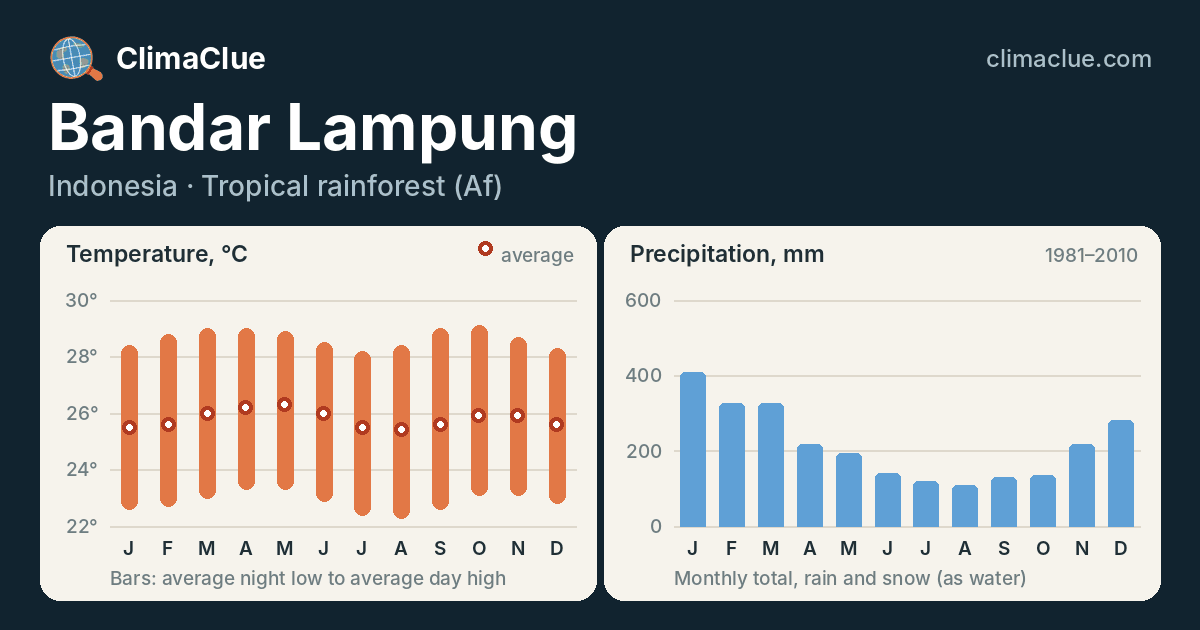 ClimaClue
climaclue.com
Bandar Lampung
Indonesia · Tropical rainforest (Af)
Temperature, °C
average
30°
28°
26°
24°
22°
J F M A M J J A S O N D
Bars: average night low to average day high
Precipitation, mm
1981–2010
600
400
200
0
J F M A M J J A S O N D
Monthly total, rain and snow (as water)